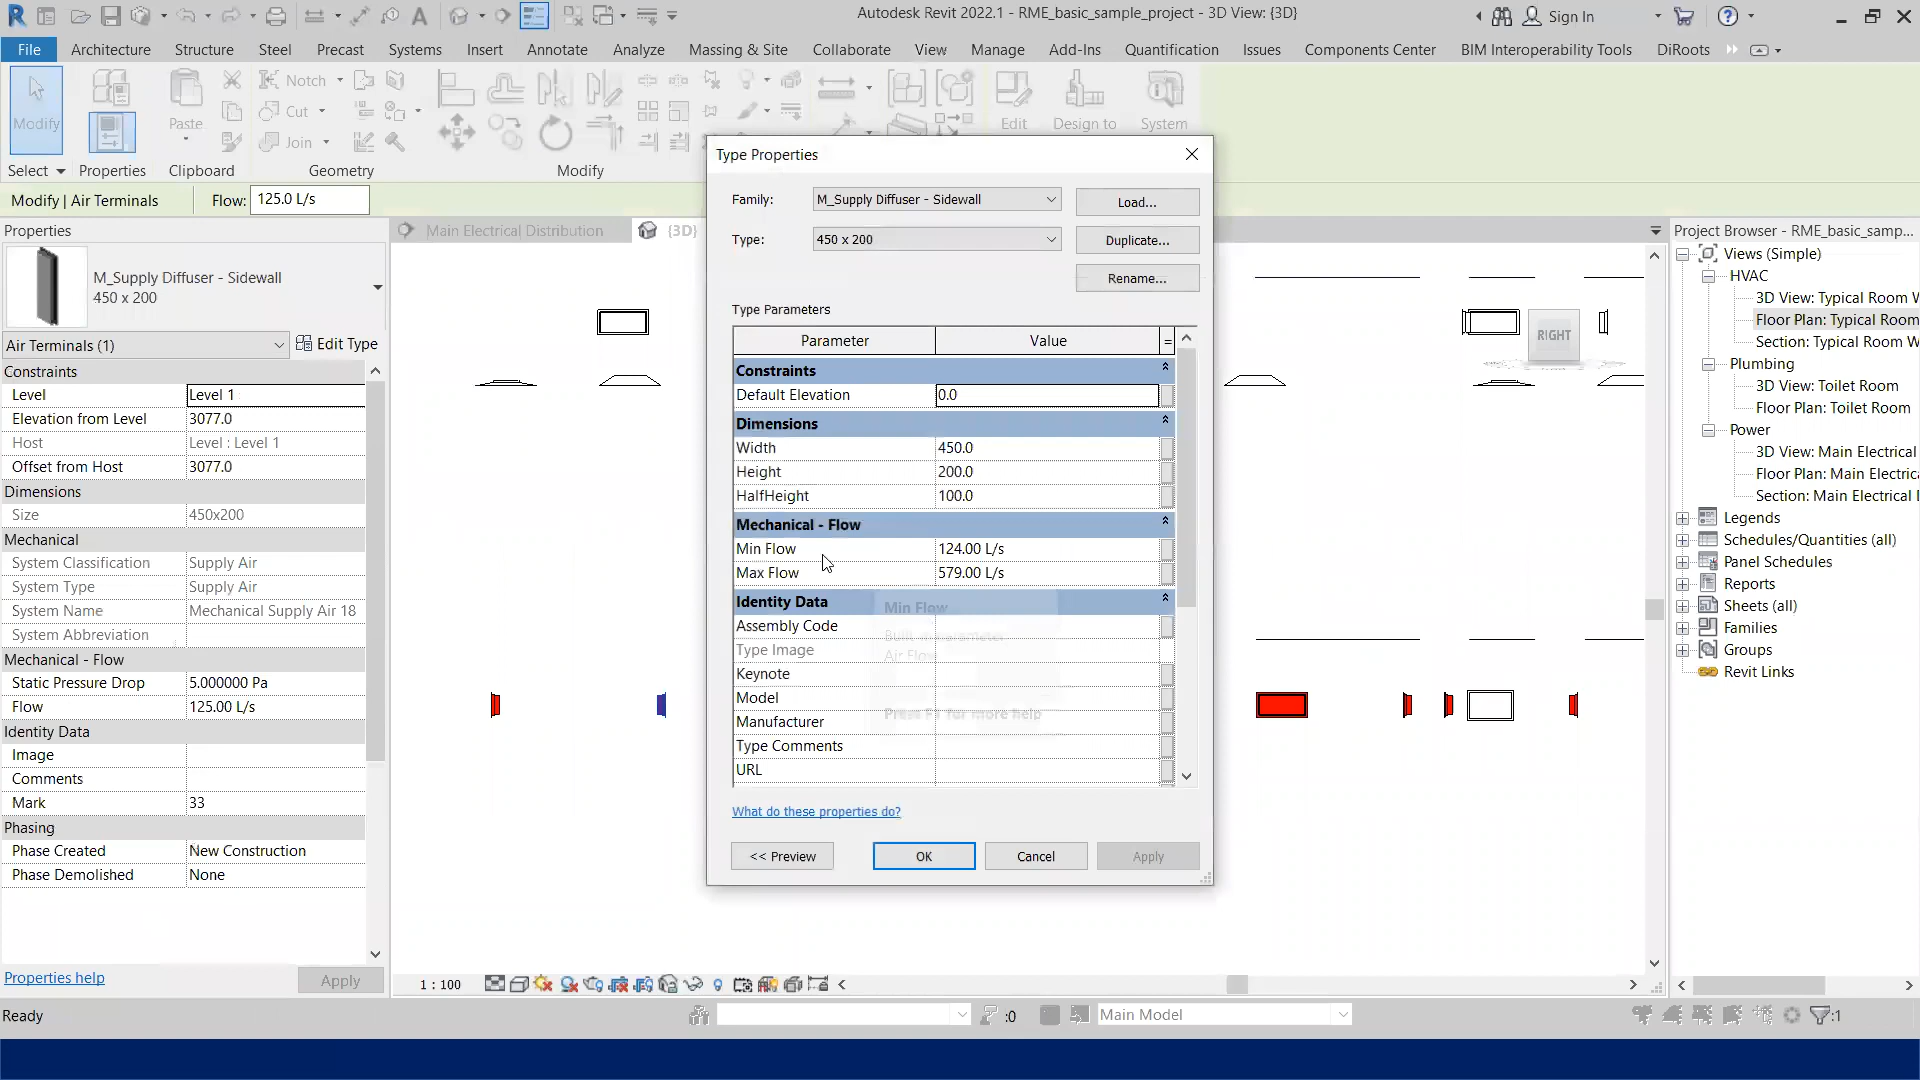 Autodesk Revit 2022.1 - RME_basic_sample_project - 3D View: {3D}
Sign In
File
Architecture
Structure
Steel
Precast
Systems
Insert
Annotate
Analyze
Massing & Site
Collaborate
View
Manage
Add-Ins
Quantification
Issues
Components Center
BIM Interoperability Tools
DiRoots
Modify
Paste
Notch
Cut
Join
Edit
Design to
System
Select
Properties
Clipboard
Geometry
Modify
Modify | Air Terminals
Flow: 125.0 L/s
Properties
M_Supply Diffuser - Sidewall
450 x 200
Air Terminals (1)
Edit Type
Constraints
Level Level 1
Elevation from Level 3077.0
Host Level : Level 1
Offset from Host 3077.0
Dimensions
Size 450x200
Mechanical
System Classification Supply Air
System Type Supply Air
System Name Mechanical Supply Air 18
System Abbreviation
Mechanical - Flow
Static Pressure Drop 5.000000 Pa
Flow 125.00 L/s
Identity Data
Image
Comments
Mark 33
Phasing
Phase Created New Construction
Phase Demolished None
Properties help
Apply
Main Electrical Distribution
{3D}
RIGHT
Type Properties
Family: M_Supply Diffuser - Sidewall
Load...
Type: 450 x 200
Duplicate...
Rename...
Type Parameters
Parameter Value =
Constraints
Default Elevation 0.0
Dimensions
Width 450.0
Height 200.0
HalfHeight 100.0
Mechanical - Flow
Min Flow 124.00 L/s
Max Flow 579.00 L/s
Identity Data
Min Flow
Assembly Code
Type Image
Air Flow
Keynote
Model
Press F1 for more help
Manufacturer
Type Comments
URL
What do these properties do?
<< Preview
OK
Cancel
Apply
Project Browser - RME_basic_samp...
Views (Simple)
HVAC
3D View: Typical Room W
Floor Plan: Typical Room
Section: Typical Room W
Plumbing
3D View: Toilet Room
Floor Plan: Toilet Room
Power
3D View: Main Electrical
Floor Plan: Main Electrica
Section: Main Electrical
Legends
Schedules/Quantities (all)
Panel Schedules
Reports
Sheets (all)
Families
Groups
Revit Links
1 : 100
Ready
:0
Main Model
:1